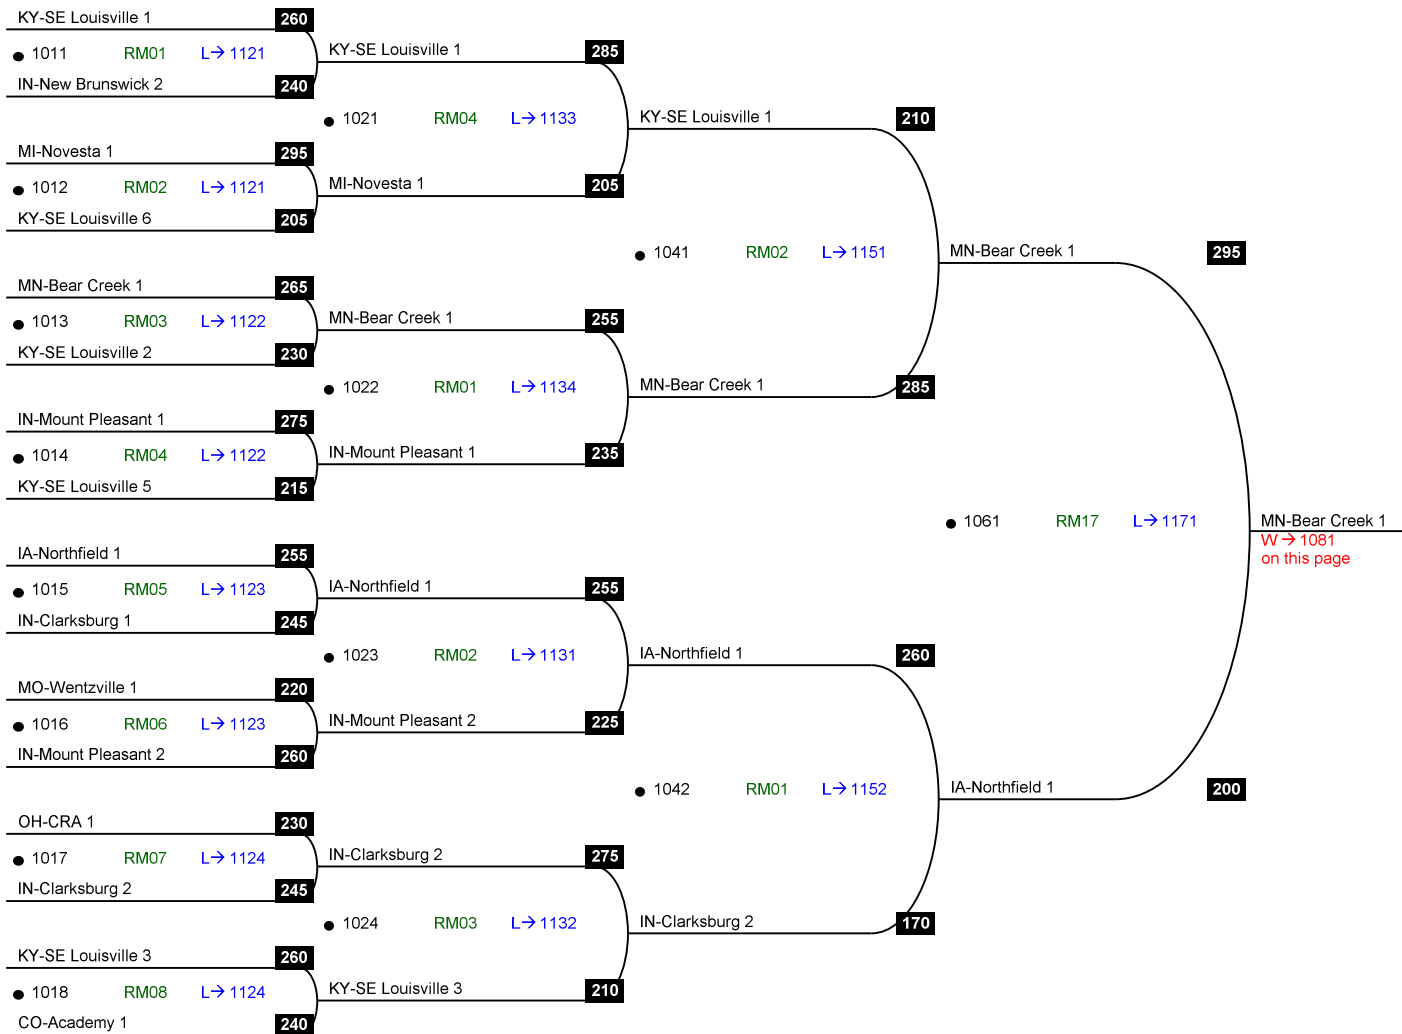 KY-SE Louisville 1 260
1011 RM01 L→ 1121
IN-New Brunswick 2 240
KY-SE Louisville 1 285
1021 RM04 L→ 1133
MI-Novesta 1 295
1012 RM02 L→ 1121
KY-SE Louisville 6 205
MI-Novesta 1 205
KY-SE Louisville 1 210
1041 RM02 L→ 1151
MN-Bear Creek 1 265
1013 RM03 L→ 1122
KY-SE Louisville 2 230
MN-Bear Creek 1 255
1022 RM01 L→ 1134
IN-Mount Pleasant 1 275
1014 RM04 L→ 1122
KY-SE Louisville 5 215
IN-Mount Pleasant 1 235
MN-Bear Creek 1 285
MN-Bear Creek 1 295
1061 RM17 L→ 1171
MN-Bear Creek 1
W → 1081
on this page
IA-Northfield 1 255
1015 RM05 L→ 1123
IN-Clarksburg 1 245
IA-Northfield 1 255
1023 RM02 L→ 1131
MO-Wentzville 1 220
1016 RM06 L→ 1123
IN-Mount Pleasant 2 260
IN-Mount Pleasant 2 225
IA-Northfield 1 260
1042 RM01 L→ 1152
IA-Northfield 1 200
OH-CRA 1 230
1017 RM07 L→ 1124
IN-Clarksburg 2 245
IN-Clarksburg 2 275
1024 RM03 L→ 1132
IN-Clarksburg 2 170
KY-SE Louisville 3 260
1018 RM08 L→ 1124
CO-Academy 1 240
KY-SE Louisville 3 210